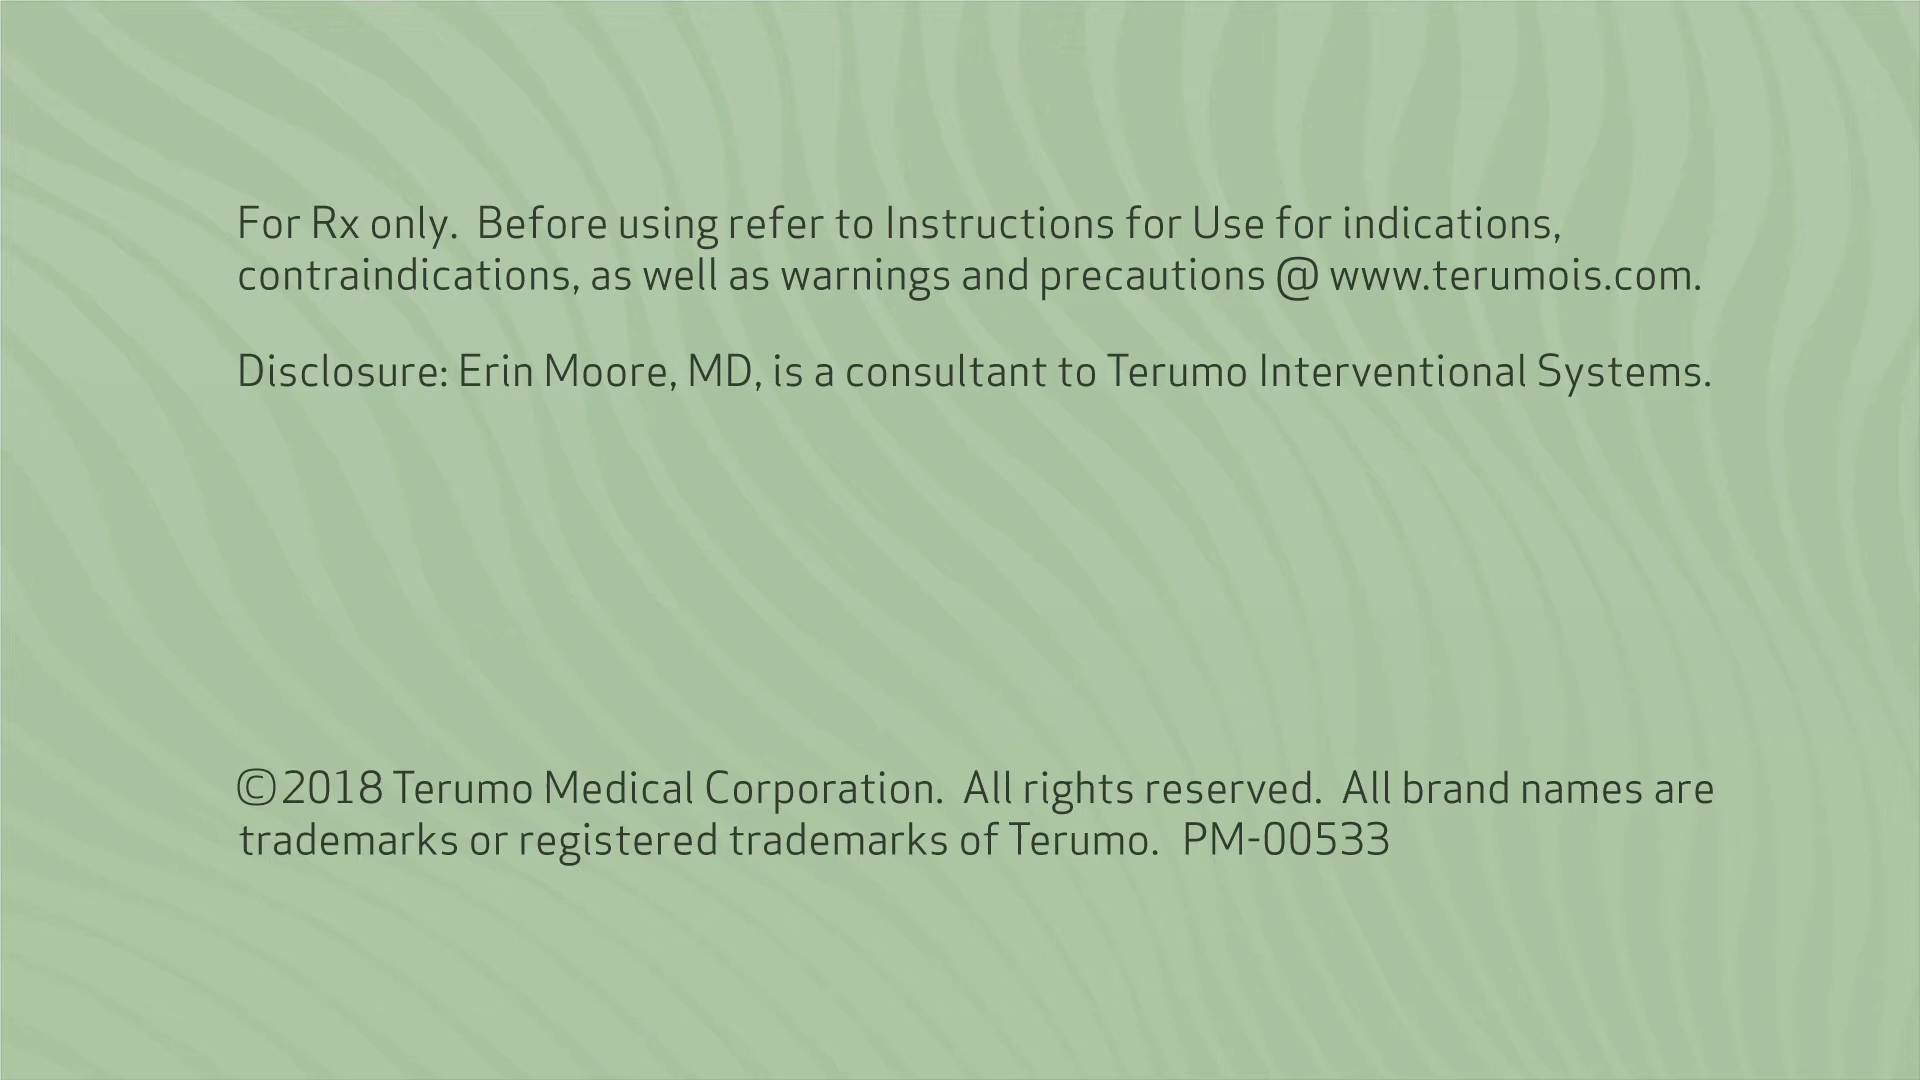 For Rx only.  Before using refer to Instructions for Use for indications,
contraindications, as well as warnings and precautions @ www.terumois.com.
Disclosure: Erin Moore, MD, is a consultant to Terumo Interventional Systems.
©2018 Terumo Medical Corporation.  All rights reserved.  All brand names are
trademarks or registered trademarks of Terumo.  PM-00533